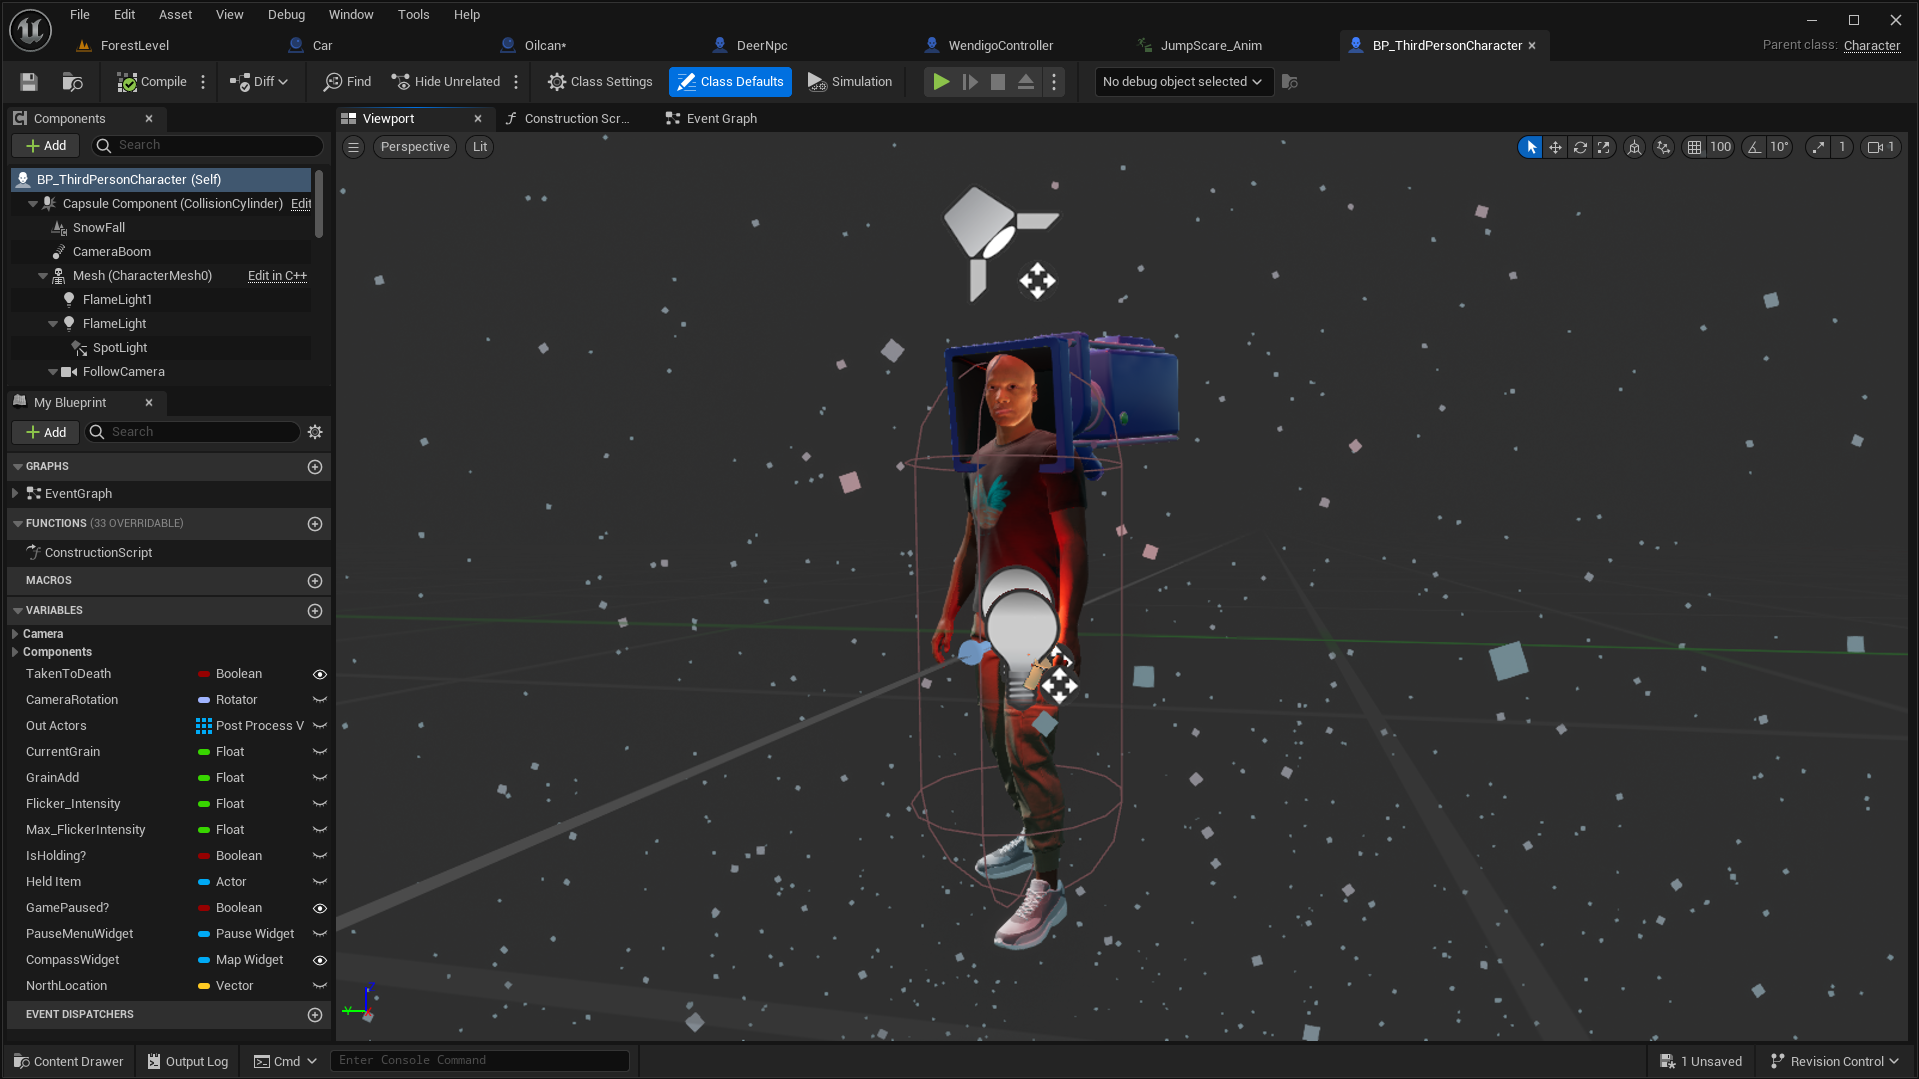 File Edit Asset View Debug Window Tools Help
ForestLevel Car Oilcan* DeerNpc WendigoController JumpScare_Anim BP_ThirdPersonCharacter Parent class: Character
Compile Diff Find Hide Unrelated Class Settings Class Defaults Simulation No debug object selected
Components
Viewport Construction Scr... Event Graph
Add Search
Perspective Lit 100 10° 1 1
BP_ThirdPersonCharacter (Self)
Capsule Component (CollisionCylinder) Edit
SnowFall
CameraBoom
Mesh (CharacterMesh0) Edit in C++
FlameLight1
FlameLight
SpotLight
FollowCamera
My Blueprint
Add Search
GRAPHS
EventGraph
FUNCTIONS (33 OVERRIDABLE)
ConstructionScript
MACROS
VARIABLES
Camera
Components
TakenToDeath Boolean
CameraRotation Rotator
Out Actors Post Process V
CurrentGrain Float
GrainAdd Float
Flicker_Intensity Float
Max_FlickerIntensity Float
IsHolding? Boolean
Held Item Actor
GamePaused? Boolean
PauseMenuWidget Pause Widget
CompassWidget Map Widget
NorthLocation Vector
EVENT DISPATCHERS
Z
Y
Content Drawer Output Log Cmd Enter Console Command 1 Unsaved Revision Control